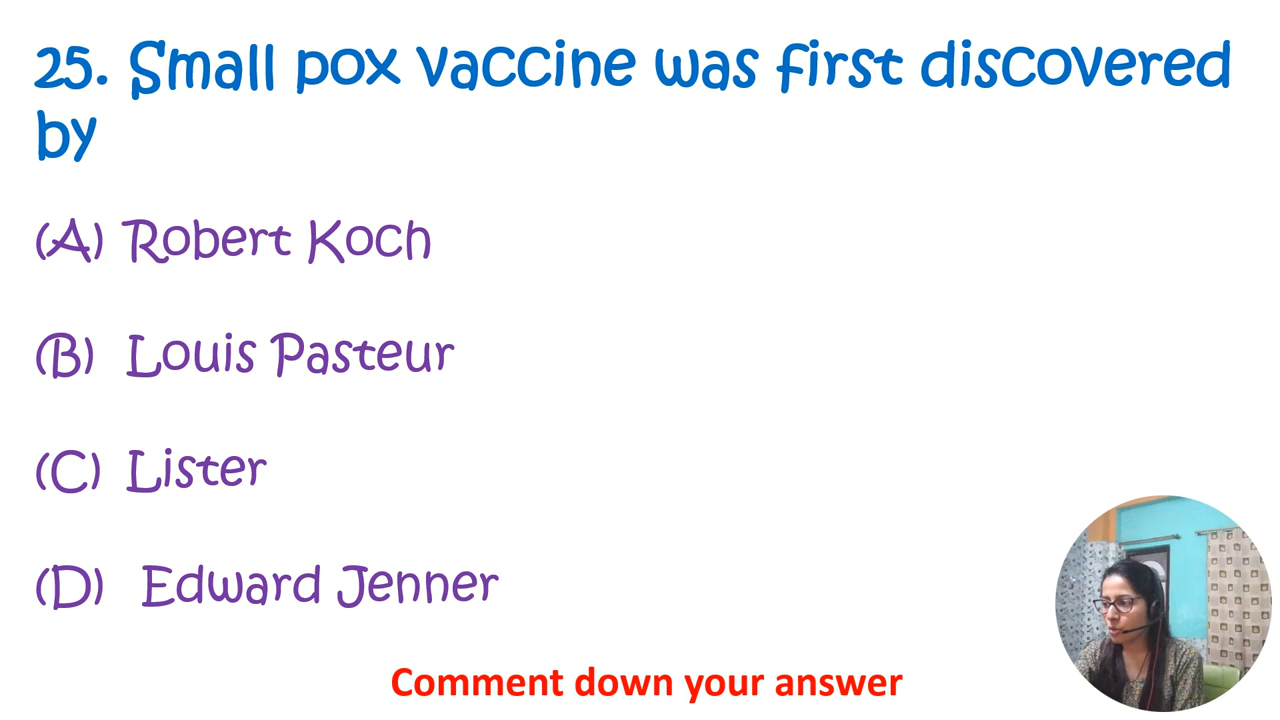 25. Small pox vaccine was first discovered
by
(A) Robert Koch
(B) Louis Pasteur
(C) Lister
(D) Edward Jenner
Comment down your answer